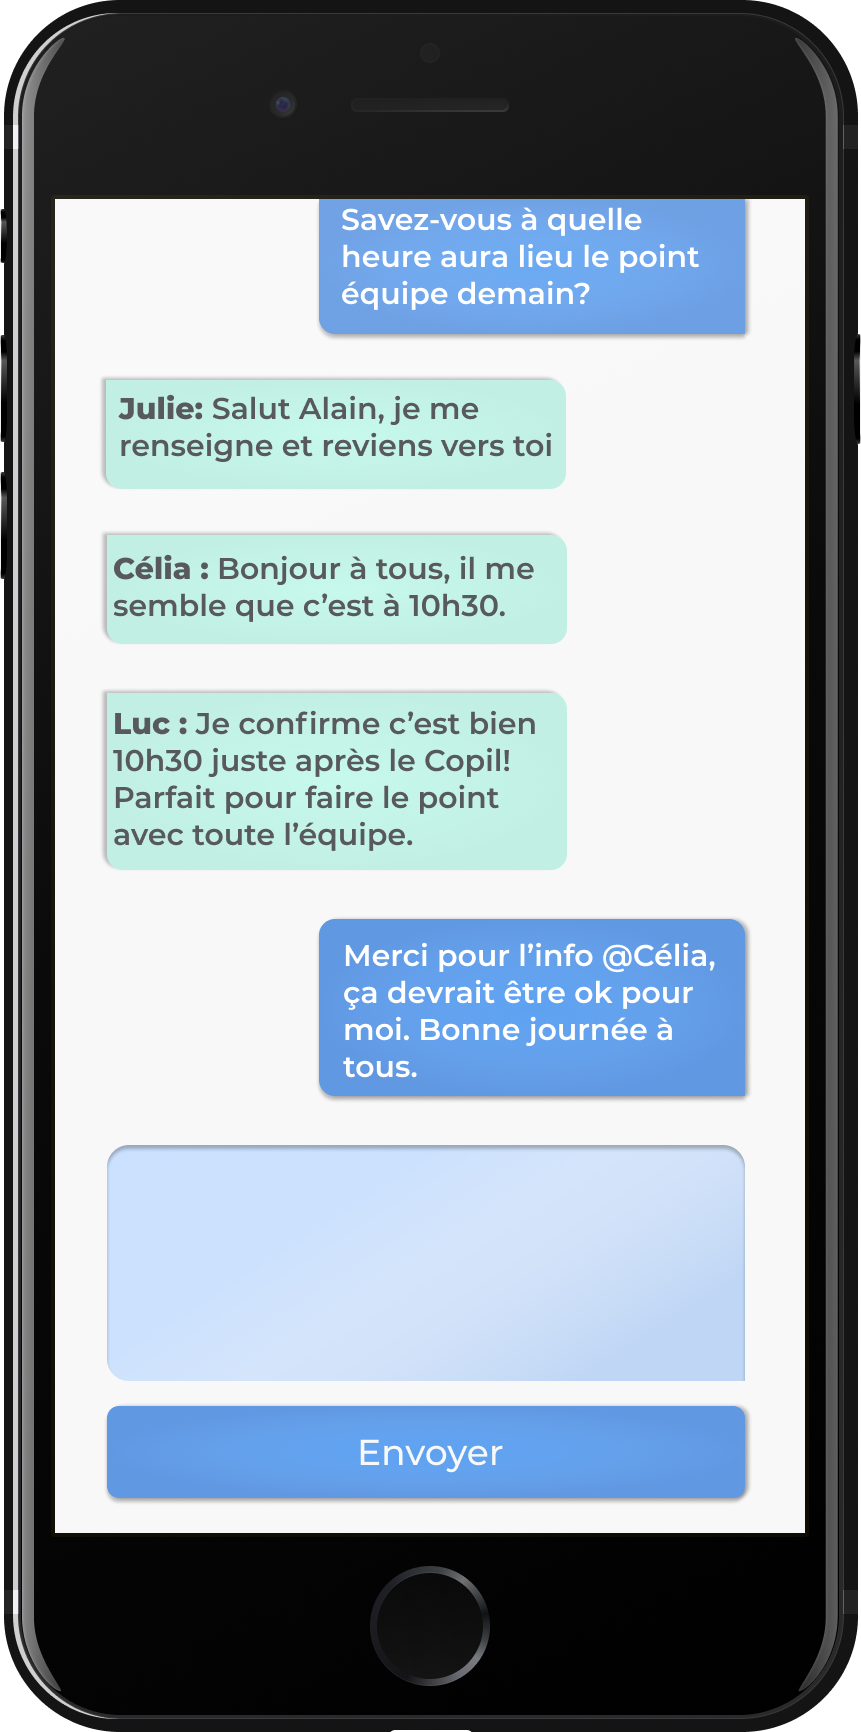 Savez-vous à quelle
heure aura lieu le point
équipe demain?
Julie: Salut Alain, je me
renseigne et reviens vers toi
Célia : Bonjour à tous, il me
semble que c’est à 10h30.
Luc : Je confirme c’est bien
10h30 juste après le Copil!
Parfait pour faire le point
avec toute l’équipe.
Merci pour l’info @Célia,
ça devrait être ok pour
moi. Bonne journée à
tous.
Envoyer